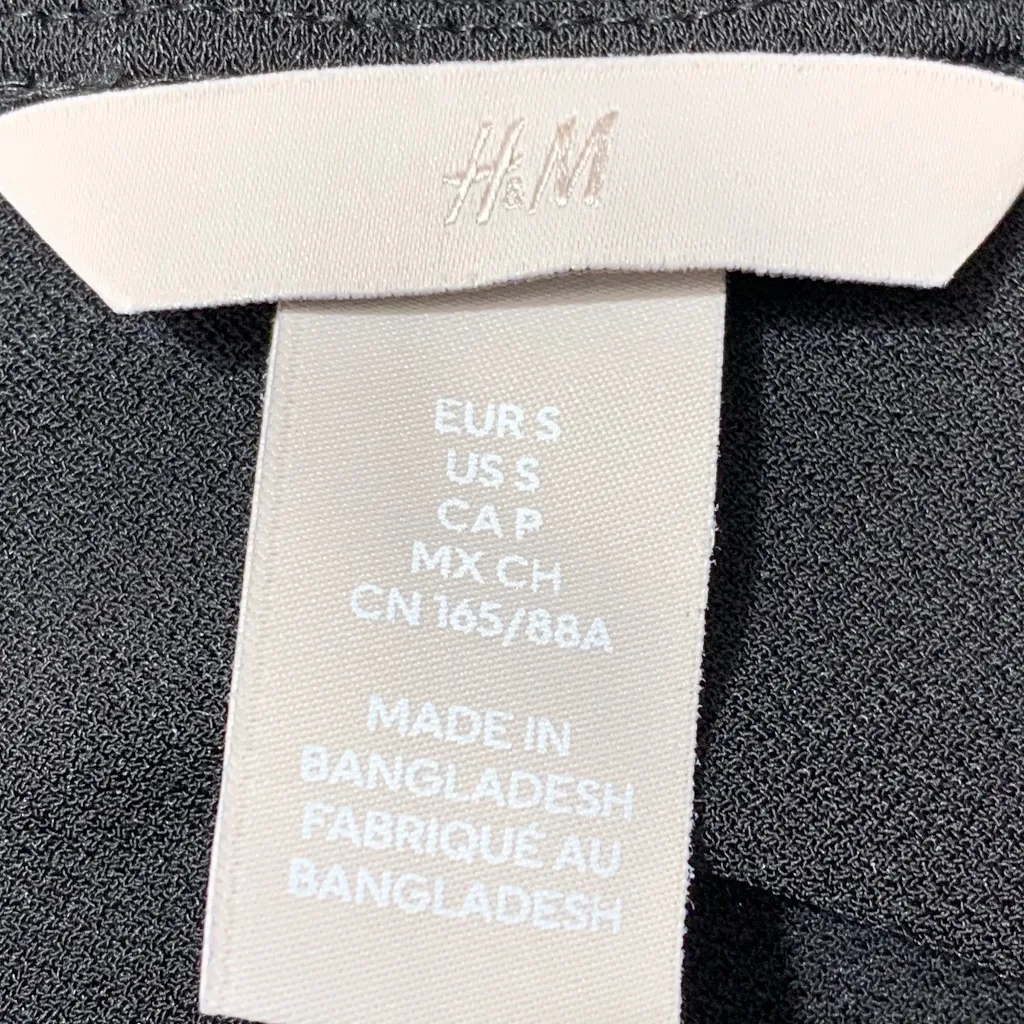 H&M
EUR S
US S
CA P
MX CH
CN 165/88A
MADE IN
BANGLADESH
FABRIQUÉ AU
BANGLADESH